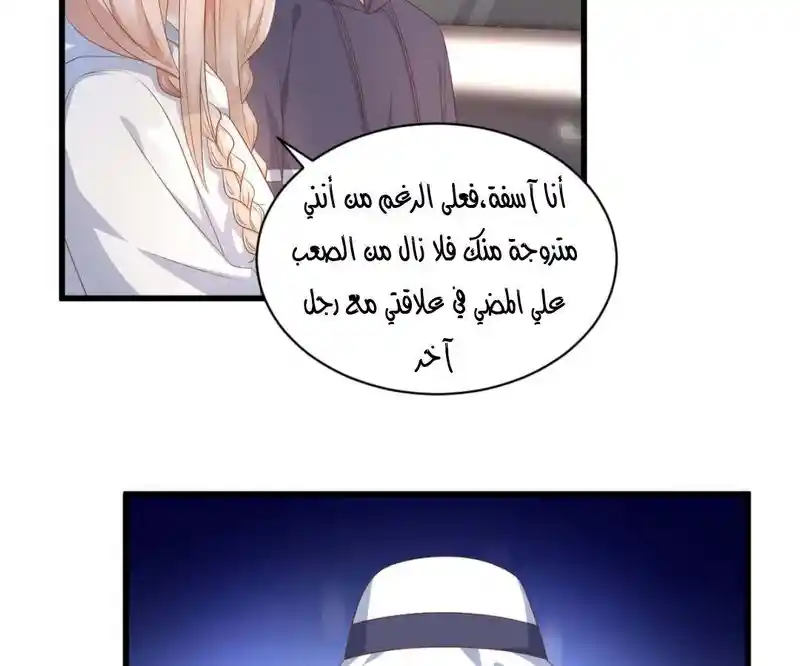 أنا آسفة،فعلى الرغم من أنني
متزوجة منك فلا زال من الصعب
علي المضي في علاقتي مع رجل
آخر